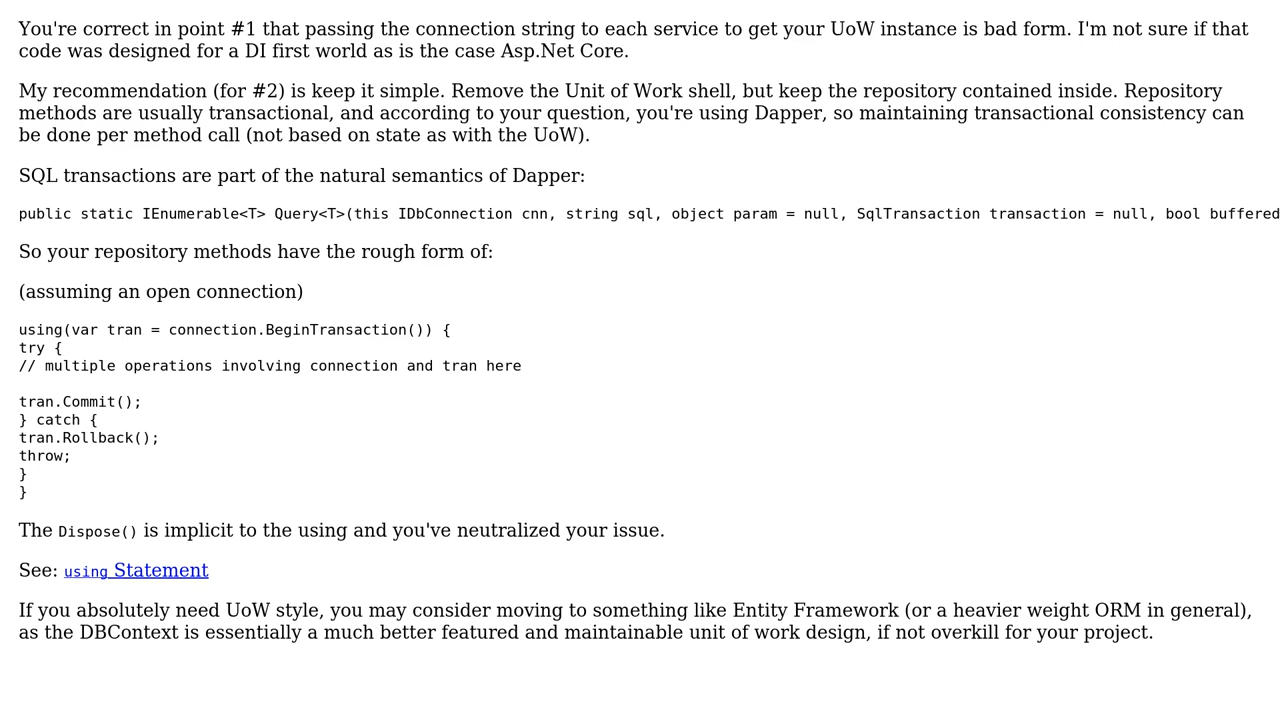 You're correct in point #1 that passing the connection string to each service to get your UoW instance is bad form. I'm not sure if that
code was designed for a DI first world as is the case Asp.Net Core.
My recommendation (for #2) is keep it simple. Remove the Unit of Work shell, but keep the repository contained inside. Repository
methods are usually transactional, and according to your question, you're using Dapper, so maintaining transactional consistency can
be done per method call (not based on state as with the UoW).
SQL transactions are part of the natural semantics of Dapper:
public static IEnumerable<T> Query<T>(this IDbConnection cnn, string sql, object param = null, SqlTransaction transaction = null, bool buffered
So your repository methods have the rough form of:
(assuming an open connection)
using(var tran = connection.BeginTransaction()) {
try {
// multiple operations involving connection and tran here
tran.Commit();
} catch {
tran.Rollback();
throw;
}
}
The Dispose() is implicit to the using and you've neutralized your issue.
See: using Statement
If you absolutely need UoW style, you may consider moving to something like Entity Framework (or a heavier weight ORM in general),
as the DBContext is essentially a much better featured and maintainable unit of work design, if not overkill for your project.